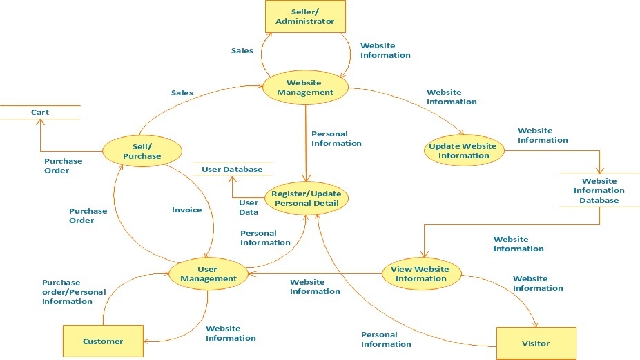 Seller/
Administrator
Sales
Website
Information
Website
Management
Sales
Website
Information
Cart
Personal
Information
Website
Information
Sell/
Purchase
Update Website
Information
Purchase
Order
User Database
Website
Information
Database
Register/Update
Personal Detail
User
Data
Purchase
Order
Invoice
Personal
Information
Website
Information
User
Management
View Website
Information
Purchase
order/Personal
Information
Website
Information
Website
Information
Website
Information
Personal
Information
Customer
Visitor